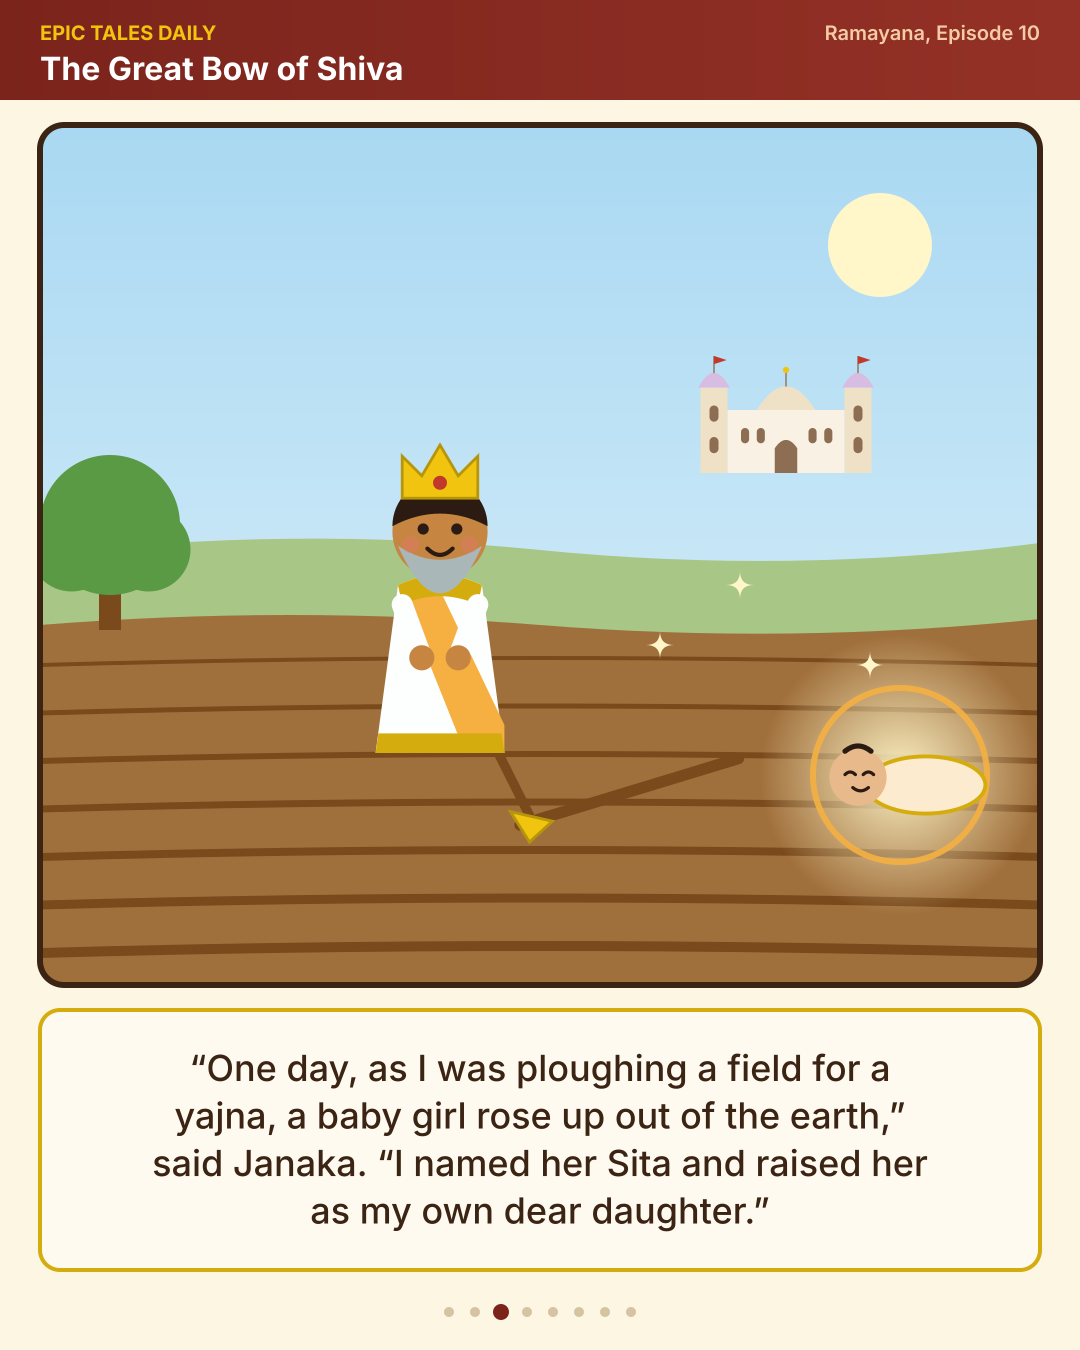 EPIC TALES DAILY
Ramayana, Episode 10
The Great Bow of Shiva
“One day, as I was ploughing a field for a
yajna, a baby girl rose up out of the earth,”
said Janaka. “I named her Sita and raised her
as my own dear daughter.”